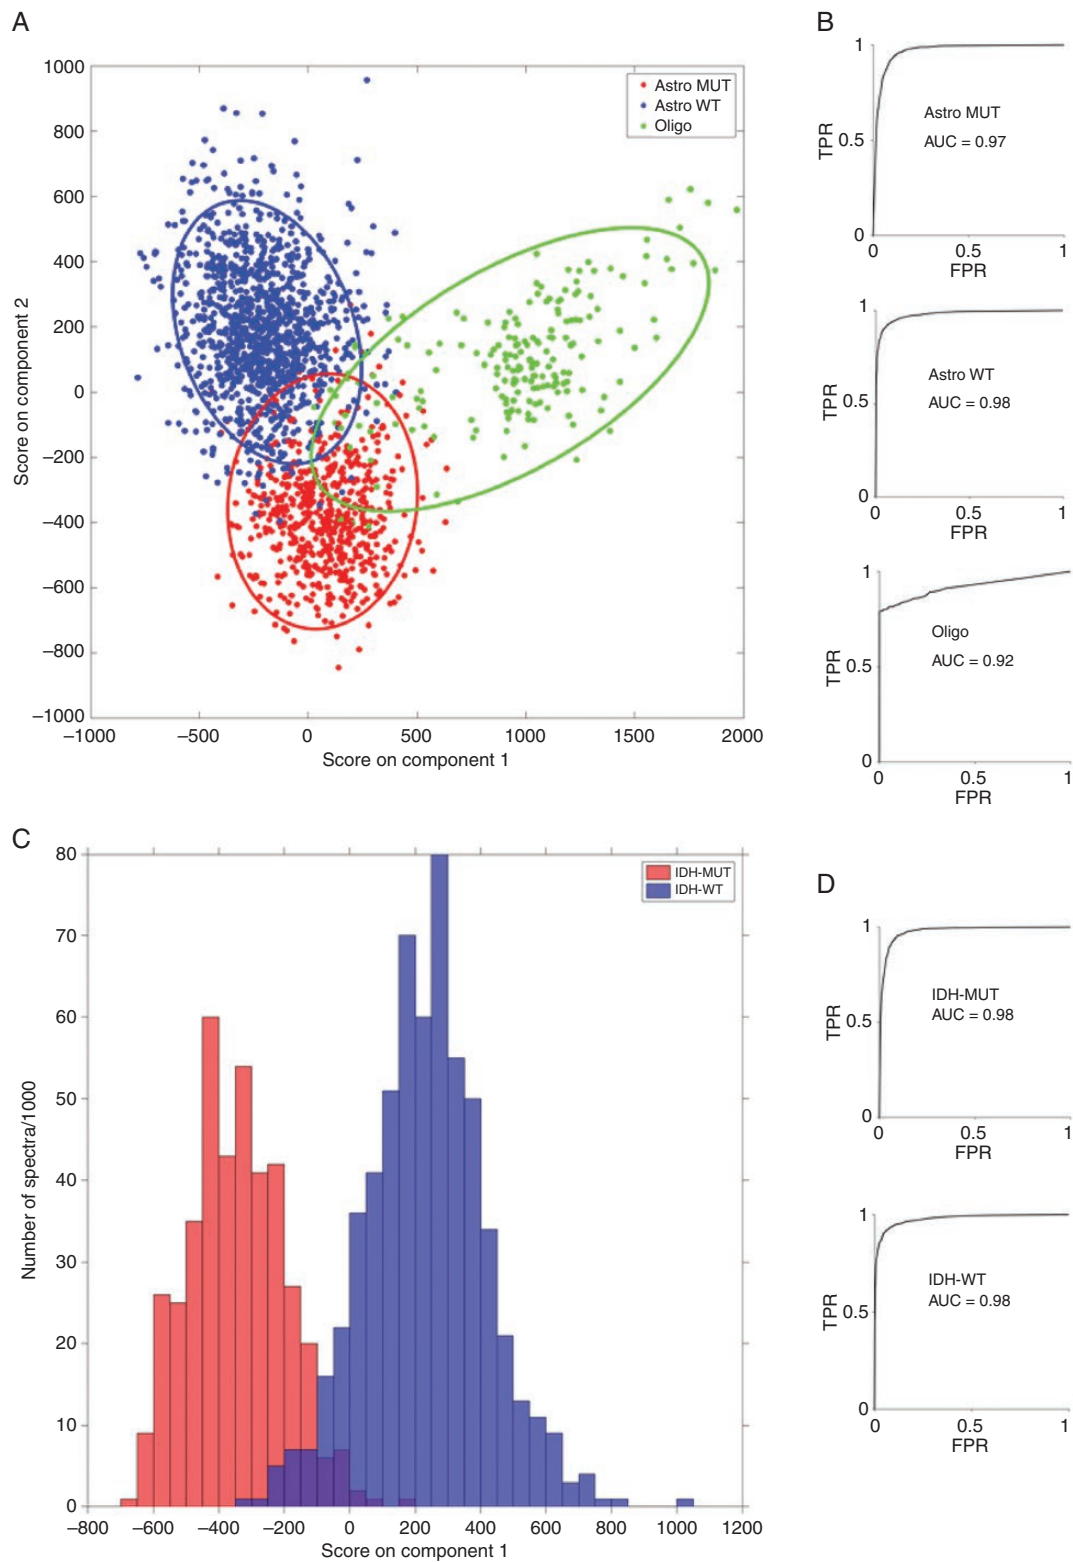 A
1000
800
600
400
200
0
−200
−400
−600
−800
−1000
−1000 −500 0 500 1000 1500 2000
Score on component 1
Score on component 2
Astro MUT
Astro WT
Oligo
B
1
0.5
0
TPR
Astro MUT
AUC = 0.97
0 0.5 1
FPR
1
0.5
0
TPR
Astro WT
AUC = 0.98
0 0.5 1
FPR
1
0.5
0
TPR
Oligo
AUC = 0.92
0 0.5 1
FPR
C
80
70
60
50
40
30
20
10
0
−800 −600 −400 −200 0 200 400 600 800 1000 1200
Score on component 1
Number of spectra/1000
IDH-MUT
IDH-WT
D
1
0.5
0
TPR
IDH-MUT
AUC = 0.98
0 0.5 1
FPR
1
0.5
0
TPR
IDH-WT
AUC = 0.98
0 0.5 1
FPR